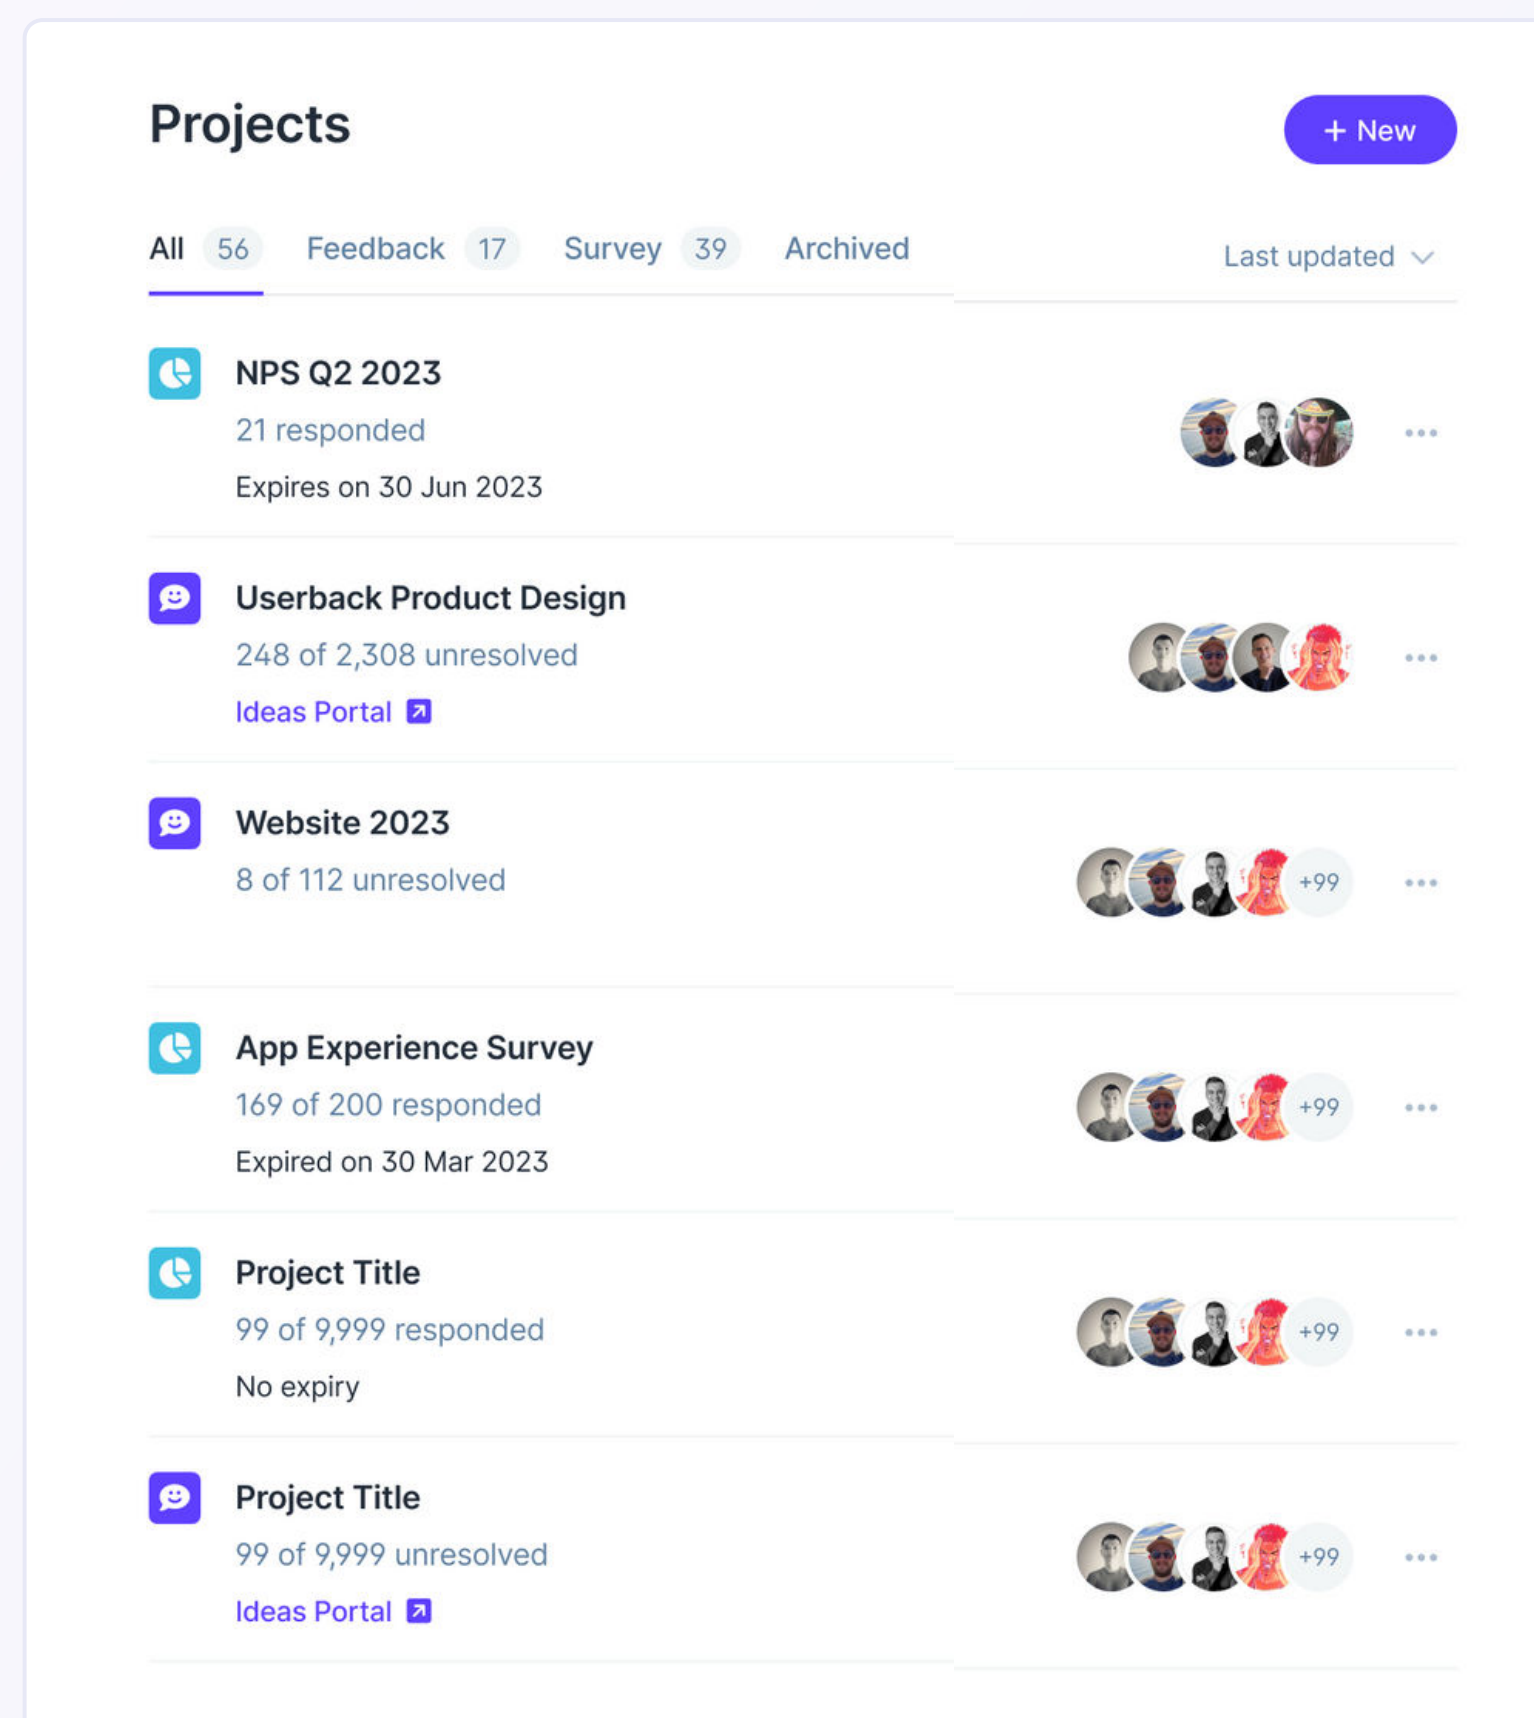 Projects
+ New
All 56 Feedback 17 Survey 39 Archived
Last updated
NPS Q2 2023
21 responded
Expires on 30 Jun 2023
Userback Product Design
248 of 2,308 unresolved
Ideas Portal
Website 2023
8 of 112 unresolved
+99
App Experience Survey
169 of 200 responded
Expired on 30 Mar 2023
+99
Project Title
99 of 9,999 responded
No expiry
+99
Project Title
99 of 9,999 unresolved
Ideas Portal
+99